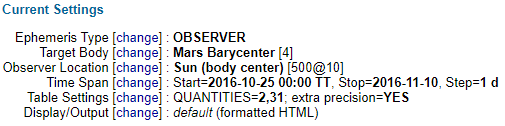 Current Settings
Ephemeris Type [change] : OBSERVER
Target Body [change] : Mars Barycenter [4]
Observer Location [change] : Sun (body center) [500@10]
Time Span [change] : Start=2016-10-25 00:00 TT, Stop=2016-11-10, Step=1 d
Table Settings [change] : QUANTITIES=2,31; extra precision=YES
Display/Output [change] : default (formatted HTML)